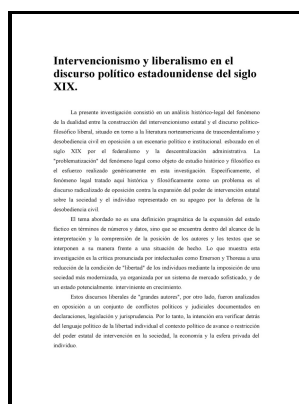 Intervencionismo y liberalismo en el
discurso político estadounidense del siglo
XIX.
La presente investigación consistió en un análisis histórico-legal del fenómeno
de la dualidad entre la construcción del intervencionismo estatal y el discurso político-
filosófico liberal, situado en torno a la literatura norteamericana de trascendentalismo y
desobediencia civil en oposición a un escenario político e institucional esbozado en el
siglo XIX por el federalismo y la descentralización administrativa. La
"problematización" del fenómeno legal como objeto de estudio histórico y filosófico es
el esfuerzo realizado genéricamente en esta investigación. Específicamente, el
fenómeno legal tratado aquí histórica y filosóficamente como un problema en el
discurso radicalizado de oposición contra la expansión del poder de intervención estatal
sobre la sociedad y el individuo representado en su apogeo por la defensa de la
desobediencia civil.
El tema abordado no es una definición pragmática de la expansión del estado
fáctico en términos de números y datos, sino que se encuentra dentro del alcance de la
interpretación y la comprensión de la posición de los autores y los textos que se
interponen a su manera frente a una situación de hecho. Lo que muestra esta
investigación es la crítica pronunciada por intelectuales como Emerson y Thoreau a una
reducción de la condición de "libertad" de los individuos mediante la imposición de una
sociedad más modernizada, ya organizada por un sistema de mercado sofisticado, y de
un estado potencialmente. interviniente en crecimiento.
Estos discursos liberales de "grandes autores", por otro lado, fueron analizados
en oposición a un conjunto de conflictos políticos y judiciales documentados en
declaraciones, legislación y jurisprudencia. Por lo tanto, la intención era verificar detrás
del lenguaje político de la libertad individual el contexto político de avance o restricción
del poder estatal de intervención en la sociedad, la economía y la esfera privada del
individuo.